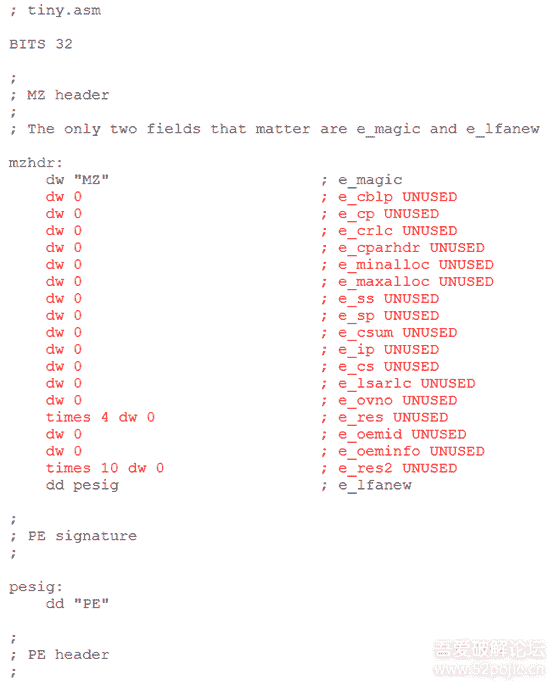 ; tiny.asm
BITS 32
;
; MZ header
;
; The only two fields that matter are e_magic and e_lfanew
mzhdr:
dw "MZ" ; e_magic
dw 0 ; e_cblp UNUSED
dw 0 ; e_cp UNUSED
dw 0 ; e_crlc UNUSED
dw 0 ; e_cparhdr UNUSED
dw 0 ; e_minalloc UNUSED
dw 0 ; e_maxalloc UNUSED
dw 0 ; e_ss UNUSED
dw 0 ; e_sp UNUSED
dw 0 ; e_csum UNUSED
dw 0 ; e_ip UNUSED
dw 0 ; e_cs UNUSED
dw 0 ; e_lsarlc UNUSED
dw 0 ; e_ovno UNUSED
times 4 dw 0 ; e_res UNUSED
dw 0 ; e_oemid UNUSED
dw 0 ; e_oeminfo UNUSED
times 10 dw 0 ; e_res2 UNUSED
dd pesig ; e_lfanew
;
; PE signature
;
pesig:
dd "PE"
;
; PE header
;
吾爱破解论坛
www.52pojie.cn